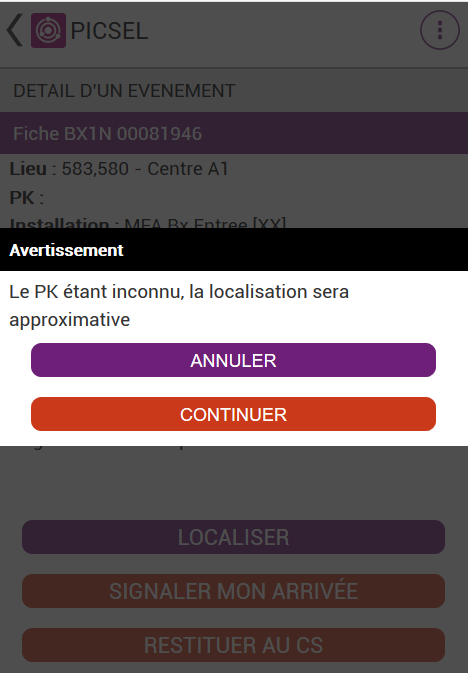 PICSEL
DETAIL D'UN EVENEMENT
Fiche BX1N 00081946
Lieu : 583,580 - Centre A1
PK :
Installation : MFA Bx Entree [XX]
Avertissement
Le PK étant inconnu, la localisation sera
approximative
ANNULER
CONTINUER
LOCALISER
SIGNALER MON ARRIVÉE
RESTITUER AU CS